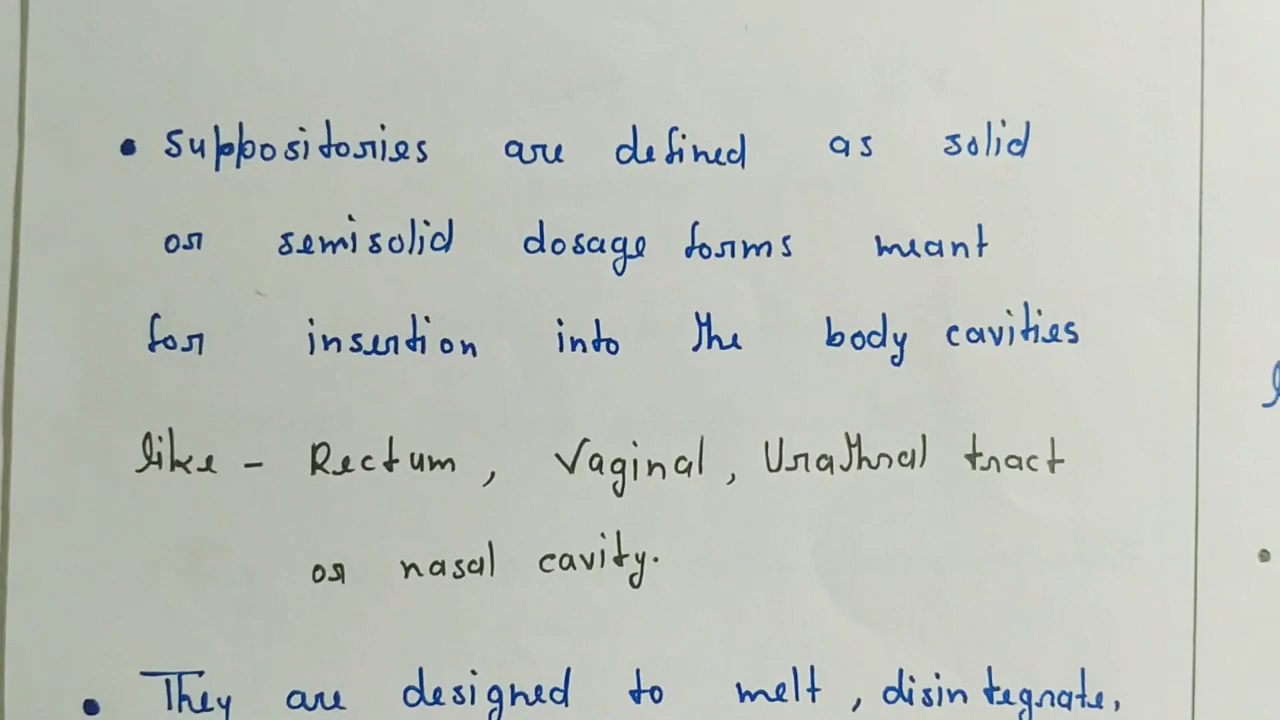 • Suppositories are defined as solid
or semisolid dosage forms meant
for insertion into the body cavities
like - Rectum, Vaginal, Urathral tract
or nasal cavity.
• They are designed to melt, disintegrate,